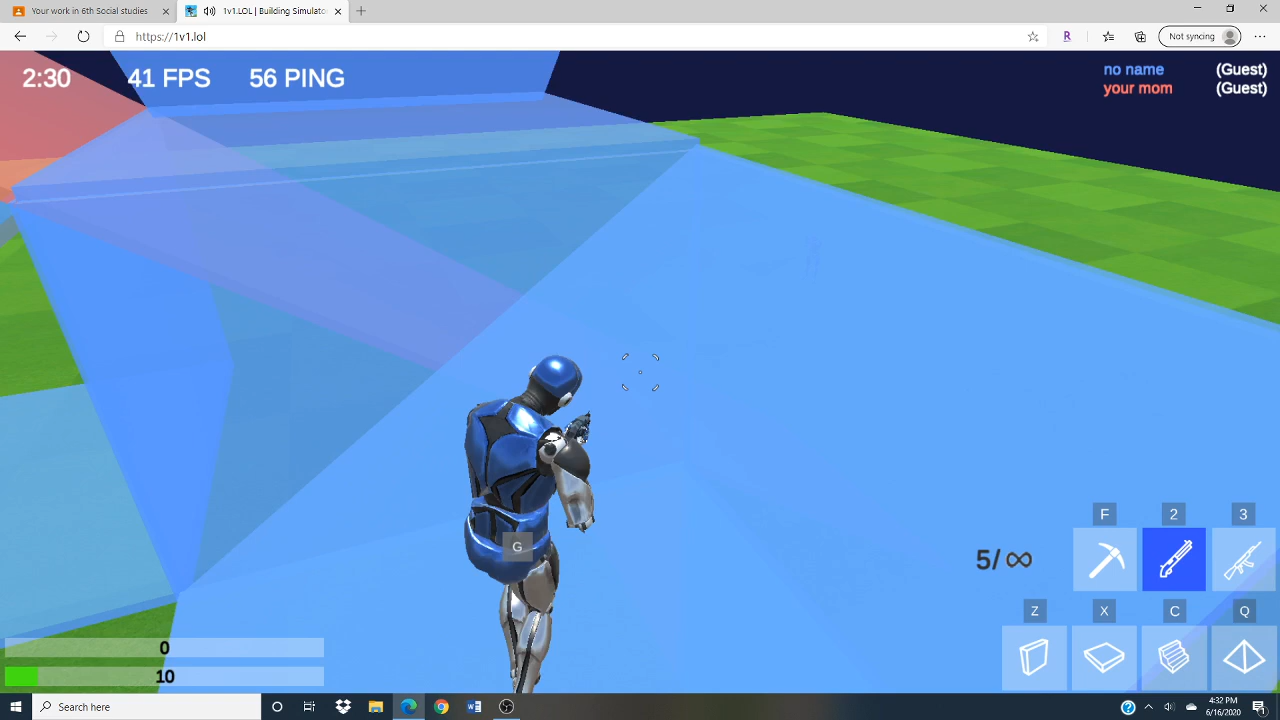 Your work in 6th Social studies
1v1.LOL | Building Simulato
https://1v1.lol
R
Not syncing
2:30 41 FPS 56 PING
no name (Guest)
your mom (Guest)
F 2 3
5/∞
G
Z X C Q
0
10
Search here
4:32 PM
6/16/2020